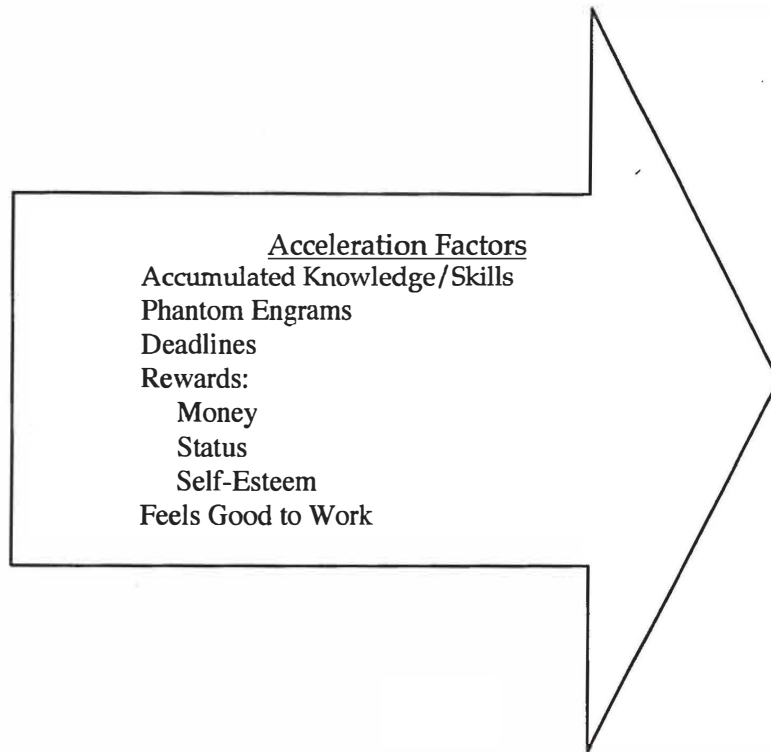 Acceleration Factors
Accumulated Knowledge/Skills
Phantom Engrams
Deadlines
Rewards:
Money
Status
Self-Esteem
Feels Good to Work